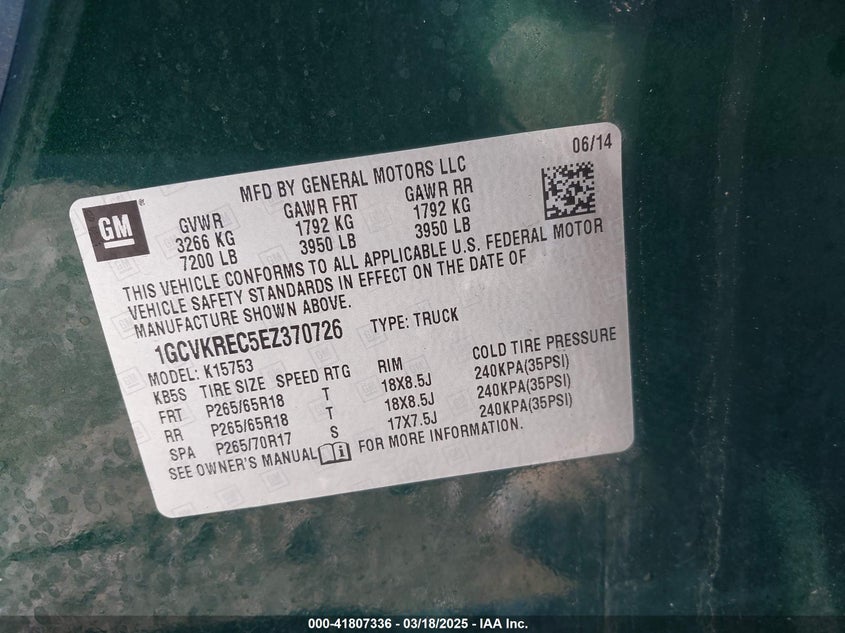 06/14
MFD BY GENERAL MOTORS LLC
GM
GVWR GAWR FRT GAWR RR
3266 KG 1792 KG 1792 KG
7200 LB 3950 LB 3950 LB
THIS VEHICLE CONFORMS TO ALL APPLICABLE U.S. FEDERAL MOTOR
VEHICLE SAFETY STANDARDS IN EFFECT ON THE DATE OF
MANUFACTURE SHOWN ABOVE.
1GCVKREC5EZ370726 TYPE: TRUCK
MODEL: K15753
KB5S TIRE SIZE SPEED RTG RIM COLD TIRE PRESSURE
FRT P265/65R18 T 18X8.5J 240KPA(35PSI)
RR P265/65R18 T 18X8.5J 240KPA(35PSI)
SPA P265/70R17 S 17X7.5J 240KPA(35PSI)
SEE OWNER'S MANUAL FOR MORE INFORMATION.
000-41807336 - 03/18/2025 - IAA Inc.